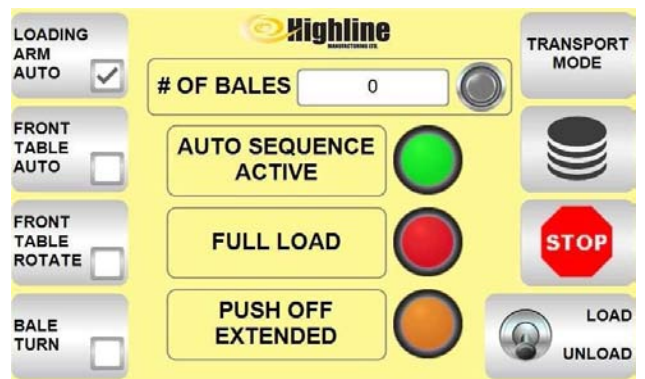 LOADING
ARM
AUTO
Highline
MANUFACTURING LTD.
TRANSPORT
MODE
# OF BALES
0
FRONT
TABLE
AUTO
AUTO SEQUENCE
ACTIVE
FRONT
TABLE
ROTATE
FULL LOAD
STOP
BALE
TURN
PUSH OFF
EXTENDED
LOAD
UNLOAD